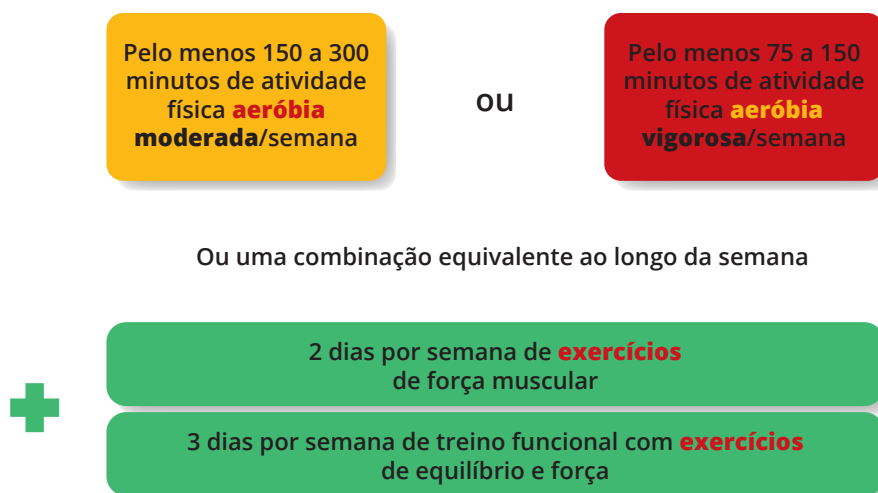 Pelo menos 150 a 300
minutos de atividade
física aeróbia
moderada/semana
ou
Pelo menos 75 a 150
minutos de atividade
física aeróbia
vigorosa/semana
Ou uma combinação equivalente ao longo da semana
2 dias por semana de exercícios
de força muscular
3 dias por semana de treino funcional com exercícios
de equilíbrio e força